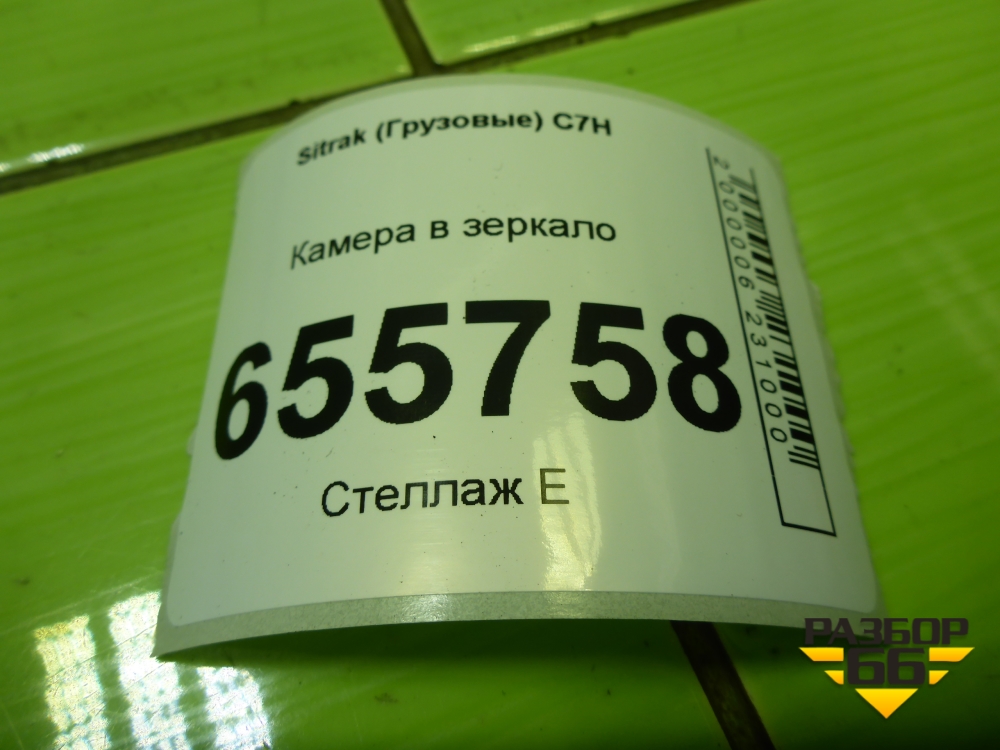 Sitrak (Грузовые) C7H
Камера в зеркало
655758
Стеллаж E
2000006231000
РАЗБОР
66